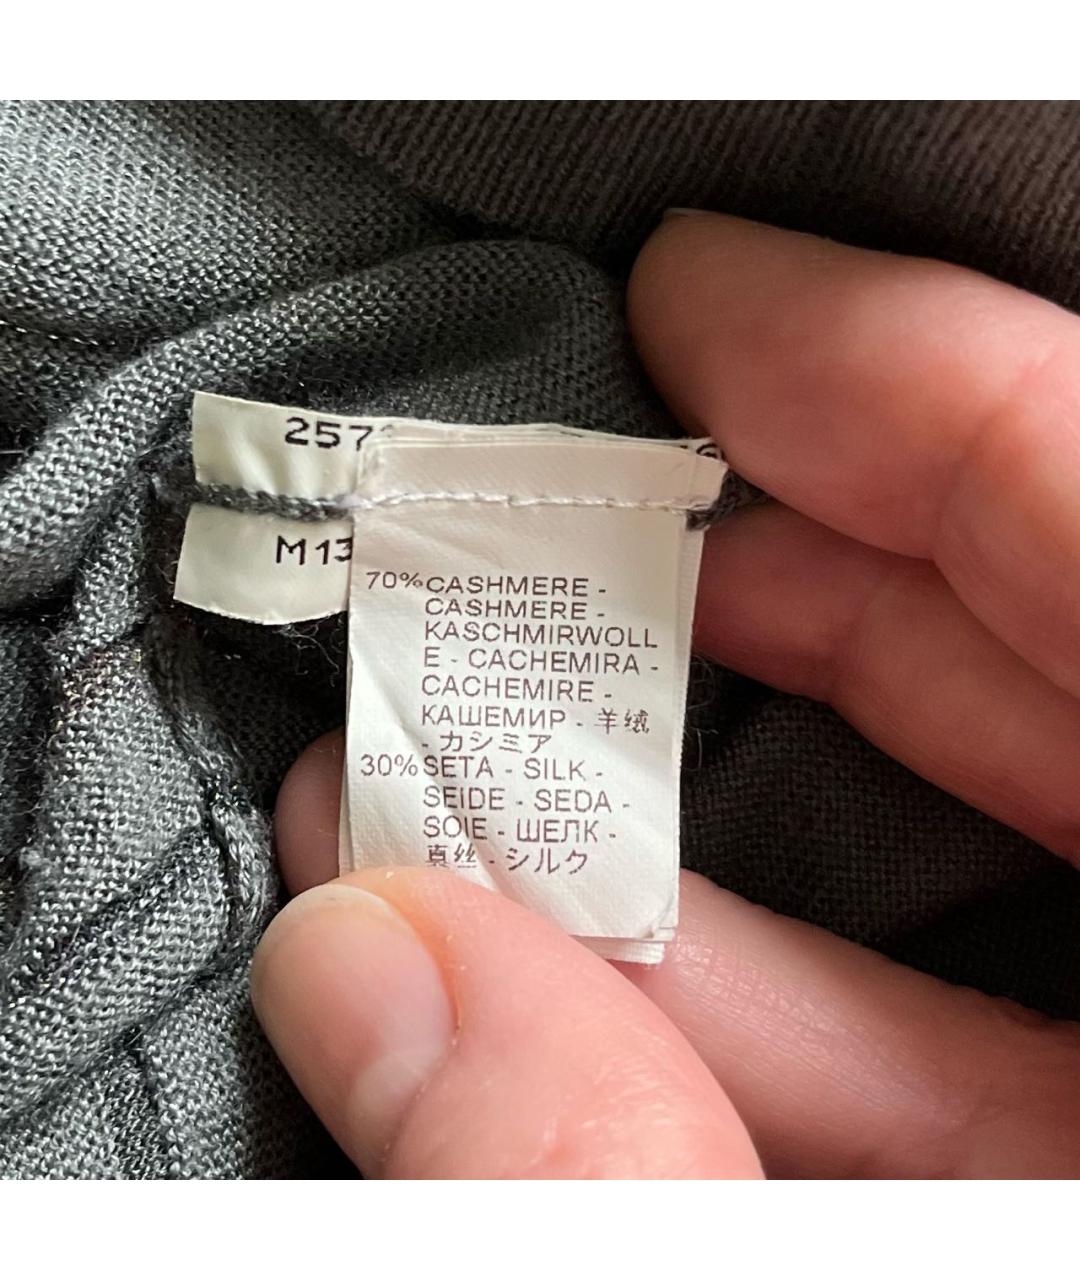 257
M13
70% CASHMERE -
CASHMERE -
KASCHMIRWOLL
E - CACHEMIRA -
CACHEMIRE -
КАШЕМИР - 羊绒
- カシミア
30% SETA - SILK -
SEIDE - SEDA -
SOIE - ШЕЛК -
真丝 - シルク